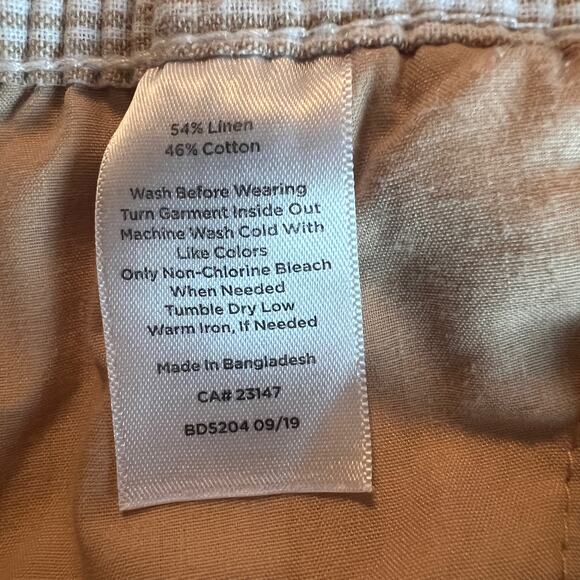 54% Linen
46% Cotton
Wash Before Wearing
Turn Garment Inside Out
Machine Wash Cold With
Like Colors
Only Non-Chlorine Bleach
When Needed
Tumble Dry Low
Warm Iron, If Needed
Made In Bangladesh
CA# 23147
BD5204 09/19